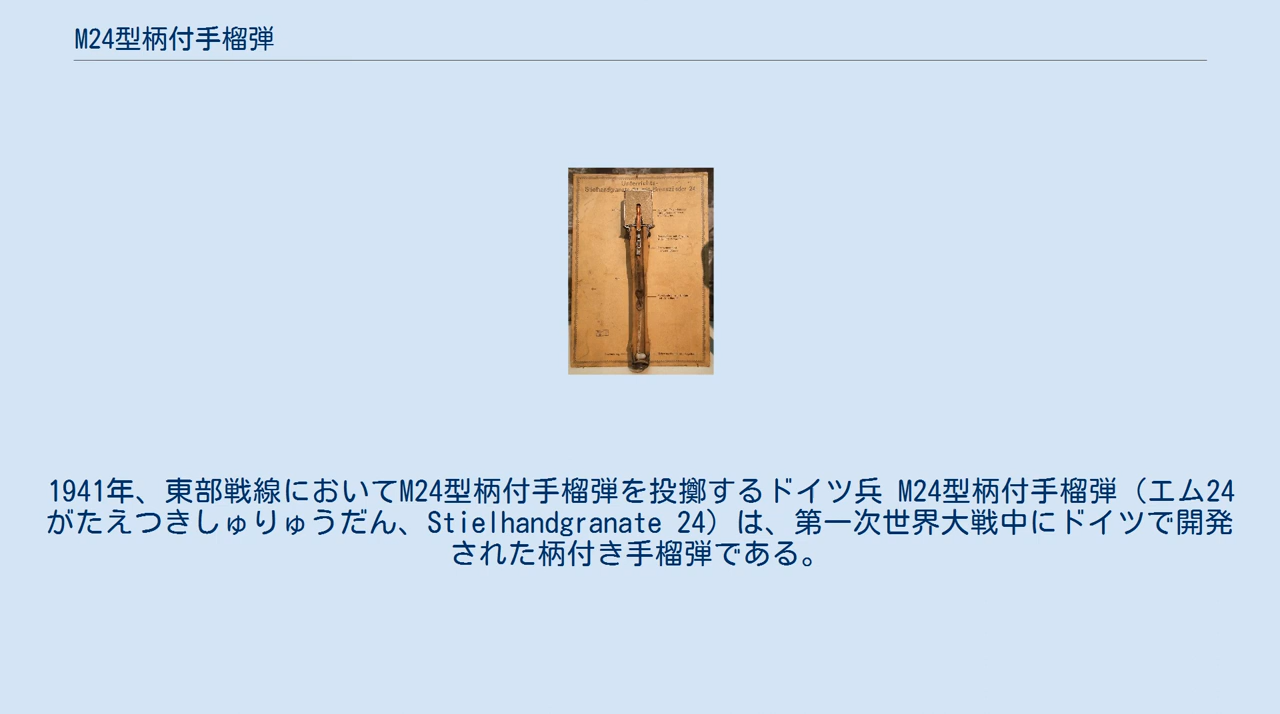 M24型柄付手榴弾
1941年、東部戦線においてM24型柄付手榴弾を投擲するドイツ兵 M24型柄付手榴弾（エム24
がたえつきしゅりゅうだん、Stielhandgranate 24）は、第一次世界大戦中にドイツで開発
された柄付き手榴弾である。